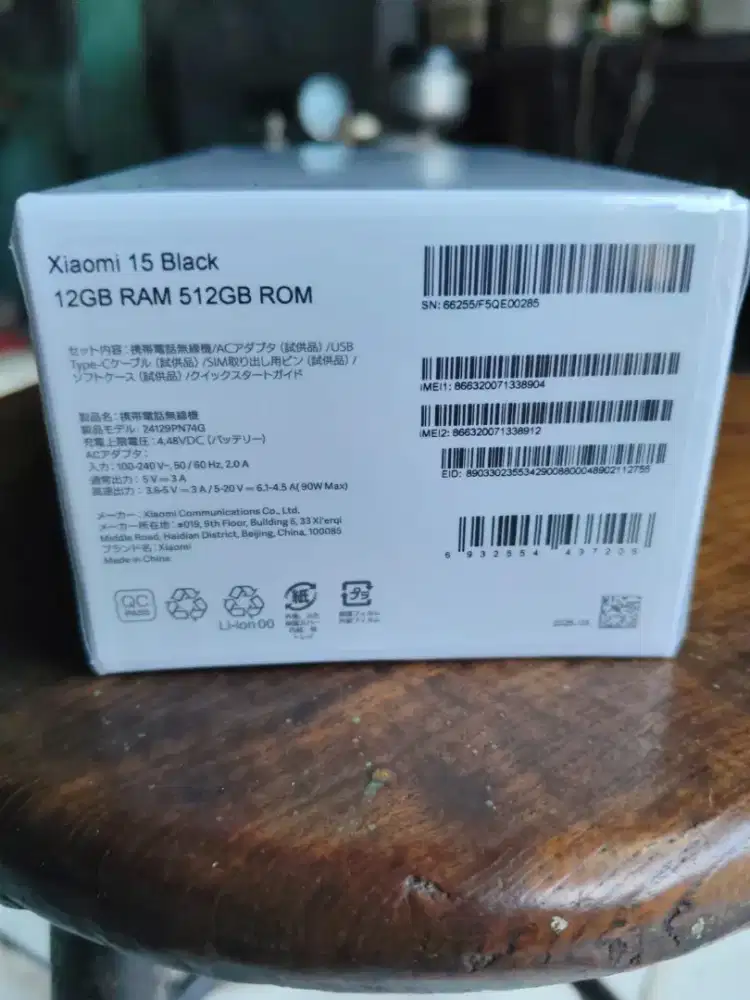 Xiaomi 15 Black
12GB RAM 512GB ROM
セット内容:携帯電話無線機/ACアダプタ (試供品) /USB
Type-Cケーブル (試供品) /SIM取り出し用ピン (試供品) /
ソフトケース (試供品) /クイックスタートガイド
製品名:携帯電話無線機
製品モデル:24129PN74G
充電上限電圧:4.48VDC (バッテリー)
ACアダプタ:
入力:100-240V~, 50 / 60 Hz, 2.0 A
通常出力:5 V⎓3 A
高速出力:3.6-5 V⎓3 A / 5-20 V⎓6.1-4.5 A( 90W Max)
メーカー:Xiaomi Communications Co., Ltd.
メーカー所在地:#019, 9th Floor, Building 6, 33 Xi'erqi
Middle Road, Haidian District, Beijing, China, 100085
ブランド名:Xiaomi
Made in China
SN: 66255/F5QE00285
IMEI1: 866320071338904
IMEI2: 866320071338912
EID: 89033023553429008800048902112755
6 932554 437205
QC
PASS
Li-ion 00
紙
プラ